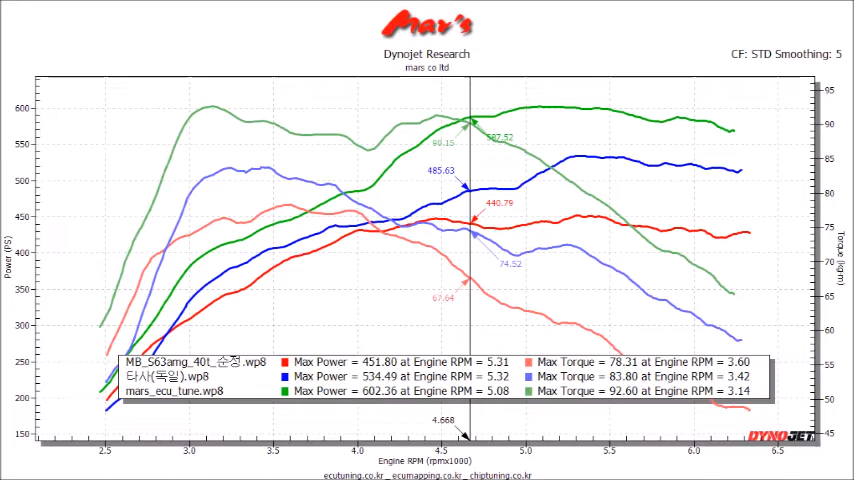 Mar's
Dynojet Research
mars co ltd
CF: STD Smoothing: 5
600
550
500
450
400
350
300
250
200
150
Power (PS)
95
90
85
80
75
70
65
60
55
50
45
Torque (kgm)
90.15
587.52
485.63
440.79
74.52
67.64
MB_S63amg_40t_순정.wp8 Max Power = 451.80 at Engine RPM = 5.31 Max Torque = 78.31 at Engine RPM = 3.60
타사(독일).wp8 Max Power = 534.49 at Engine RPM = 5.32 Max Torque = 83.80 at Engine RPM = 3.42
mars_ecu_tune.wp8 Max Power = 602.36 at Engine RPM = 5.08 Max Torque = 92.60 at Engine RPM = 3.14
4.668
DYNOJET
2.5 3.0 3.5 4.0 4.5 5.0 5.5 6.0 6.5
Engine RPM (rpmx1000)
ecutuning.co.kr _ ecumapping.co.kr _ chiptuning.co.kr